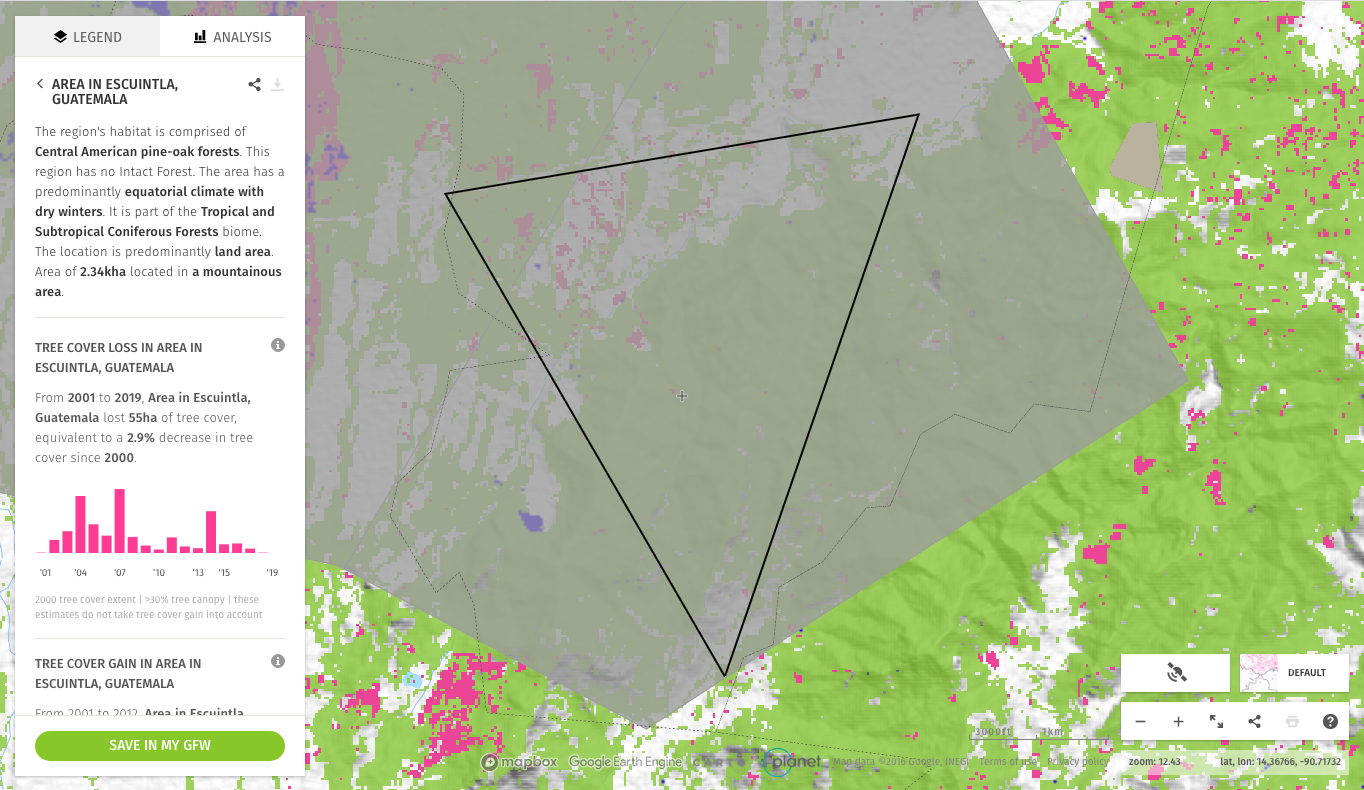 LEGEND
ANALYSIS
AREA IN ESCUINTLA,
GUATEMALA
The region's habitat is comprised of
Central American pine-oak forests. This
region has no Intact Forest. The area has a
predominantly equatorial climate with
dry winters. It is part of the Tropical and
Subtropical Coniferous Forests biome.
The location is predominantly land area.
Area of 2.34kha located in a mountainous
area.
TREE COVER LOSS IN AREA IN
ESCUINTLA, GUATEMALA
From 2001 to 2019, Area in Escuintla,
Guatemala lost 55ha of tree cover,
equivalent to a 2.9% decrease in tree
cover since 2000.
'01 '04 '07 '10 '13 '15 '19
2000 tree cover extent | >30% tree canopy | these
estimates do not take tree cover gain into account
TREE COVER GAIN IN AREA IN
ESCUINTLA, GUATEMALA
From 2001 to 2012, Area in Escuintla
SAVE IN MY GFW
DEFAULT
3000ft 1km
mapbox Google Earth Engine CARTO planet Map data ©2016 Google, INEGI Terms of use Privacy policy
zoom: 12.43 lat, lon: 14.36766, -90.71732